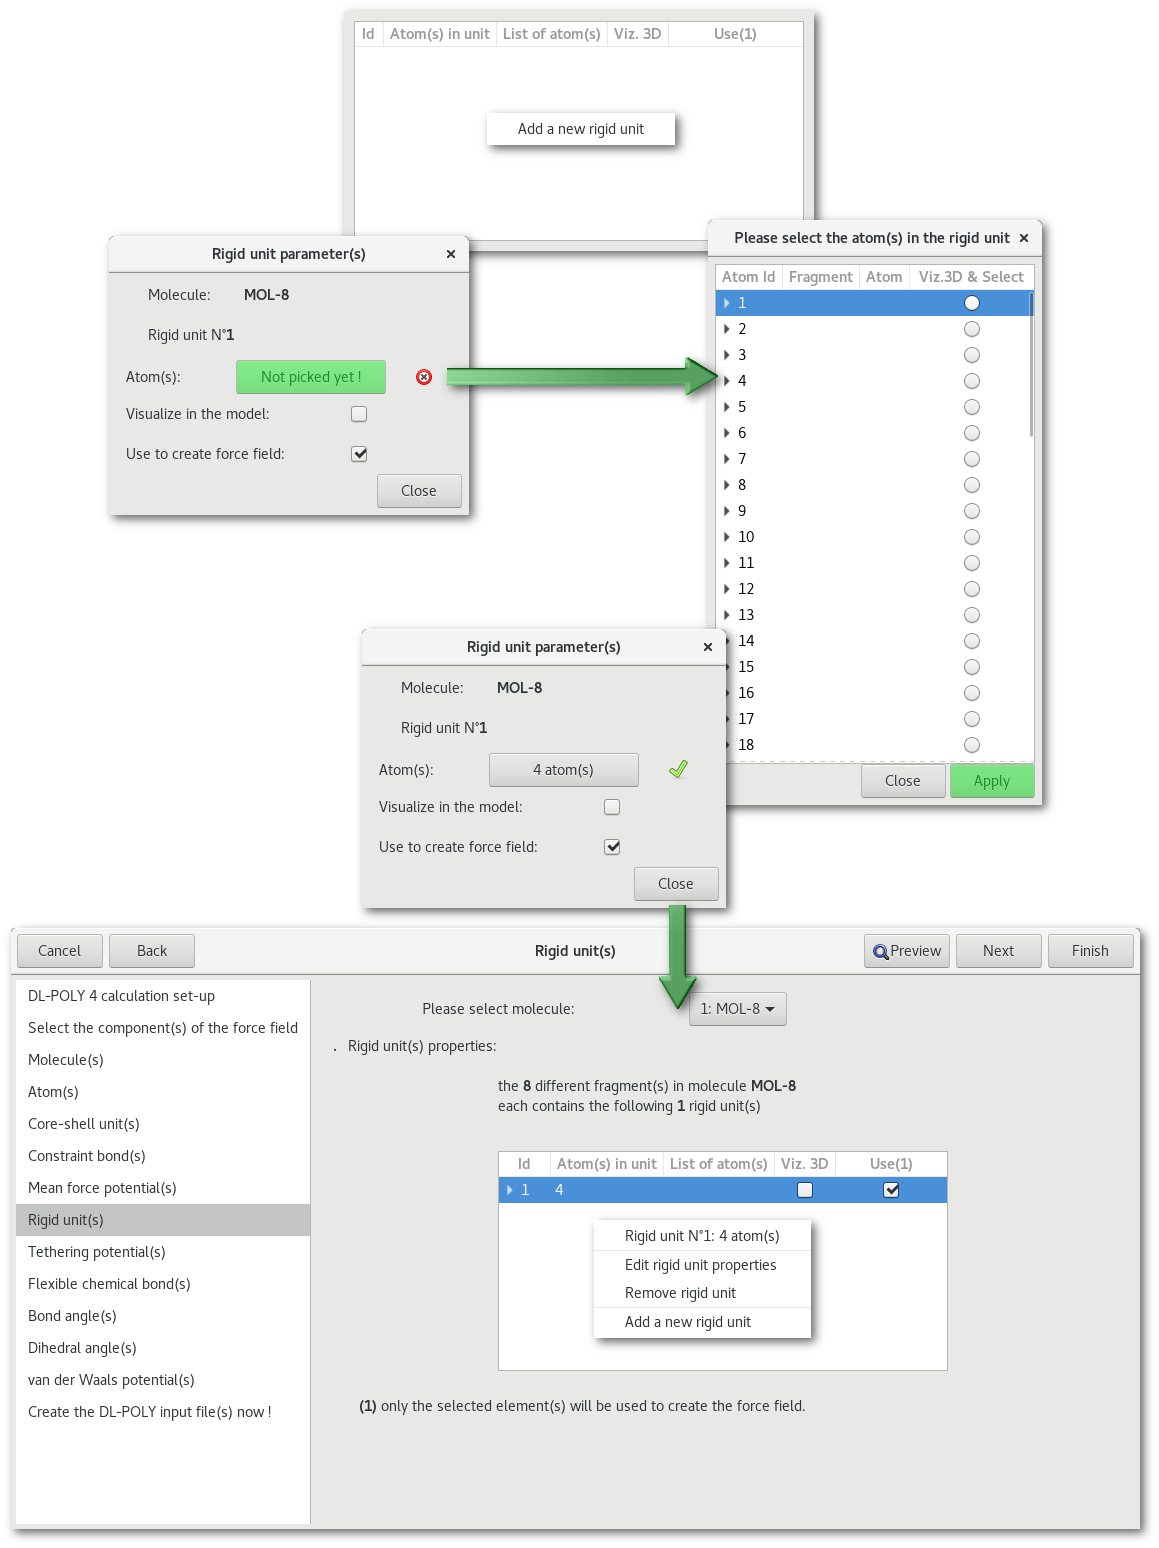 Id Atom(s) in unit List of atom(s) Viz. 3D Use(1)
Add a new rigid unit
Rigid unit parameter(s)
Molecule: MOL-8
Rigid unit N°1
Atom(s): Not picked yet !
Visualize in the model:
Use to create force field:
Close
Please select the atom(s) in the rigid unit
Atom Id Fragment Atom Viz.3D & Select
1
2
3
4
5
6
7
8
9
10
11
12
13
14
15
16
17
18
Close Apply
Rigid unit parameter(s)
Molecule: MOL-8
Rigid unit N°1
Atom(s): 4 atom(s)
Visualize in the model:
Use to create force field:
Close
Cancel Back Rigid unit(s) Preview Next Finish
DL-POLY 4 calculation set-up
Select the component(s) of the force field
Molecule(s)
Atom(s)
Core-shell unit(s)
Constraint bond(s)
Mean force potential(s)
Rigid unit(s)
Tethering potential(s)
Flexible chemical bond(s)
Bond angle(s)
Dihedral angle(s)
van der Waals potential(s)
Create the DL-POLY input file(s) now !
Please select molecule: 1: MOL-8
. Rigid unit(s) properties:
the 8 different fragment(s) in molecule MOL-8
each contains the following 1 rigid unit(s)
Id Atom(s) in unit List of atom(s) Viz. 3D Use(1)
1 4
Rigid unit N°1: 4 atom(s)
Edit rigid unit properties
Remove rigid unit
Add a new rigid unit
(1) only the selected element(s) will be used to create the force field.